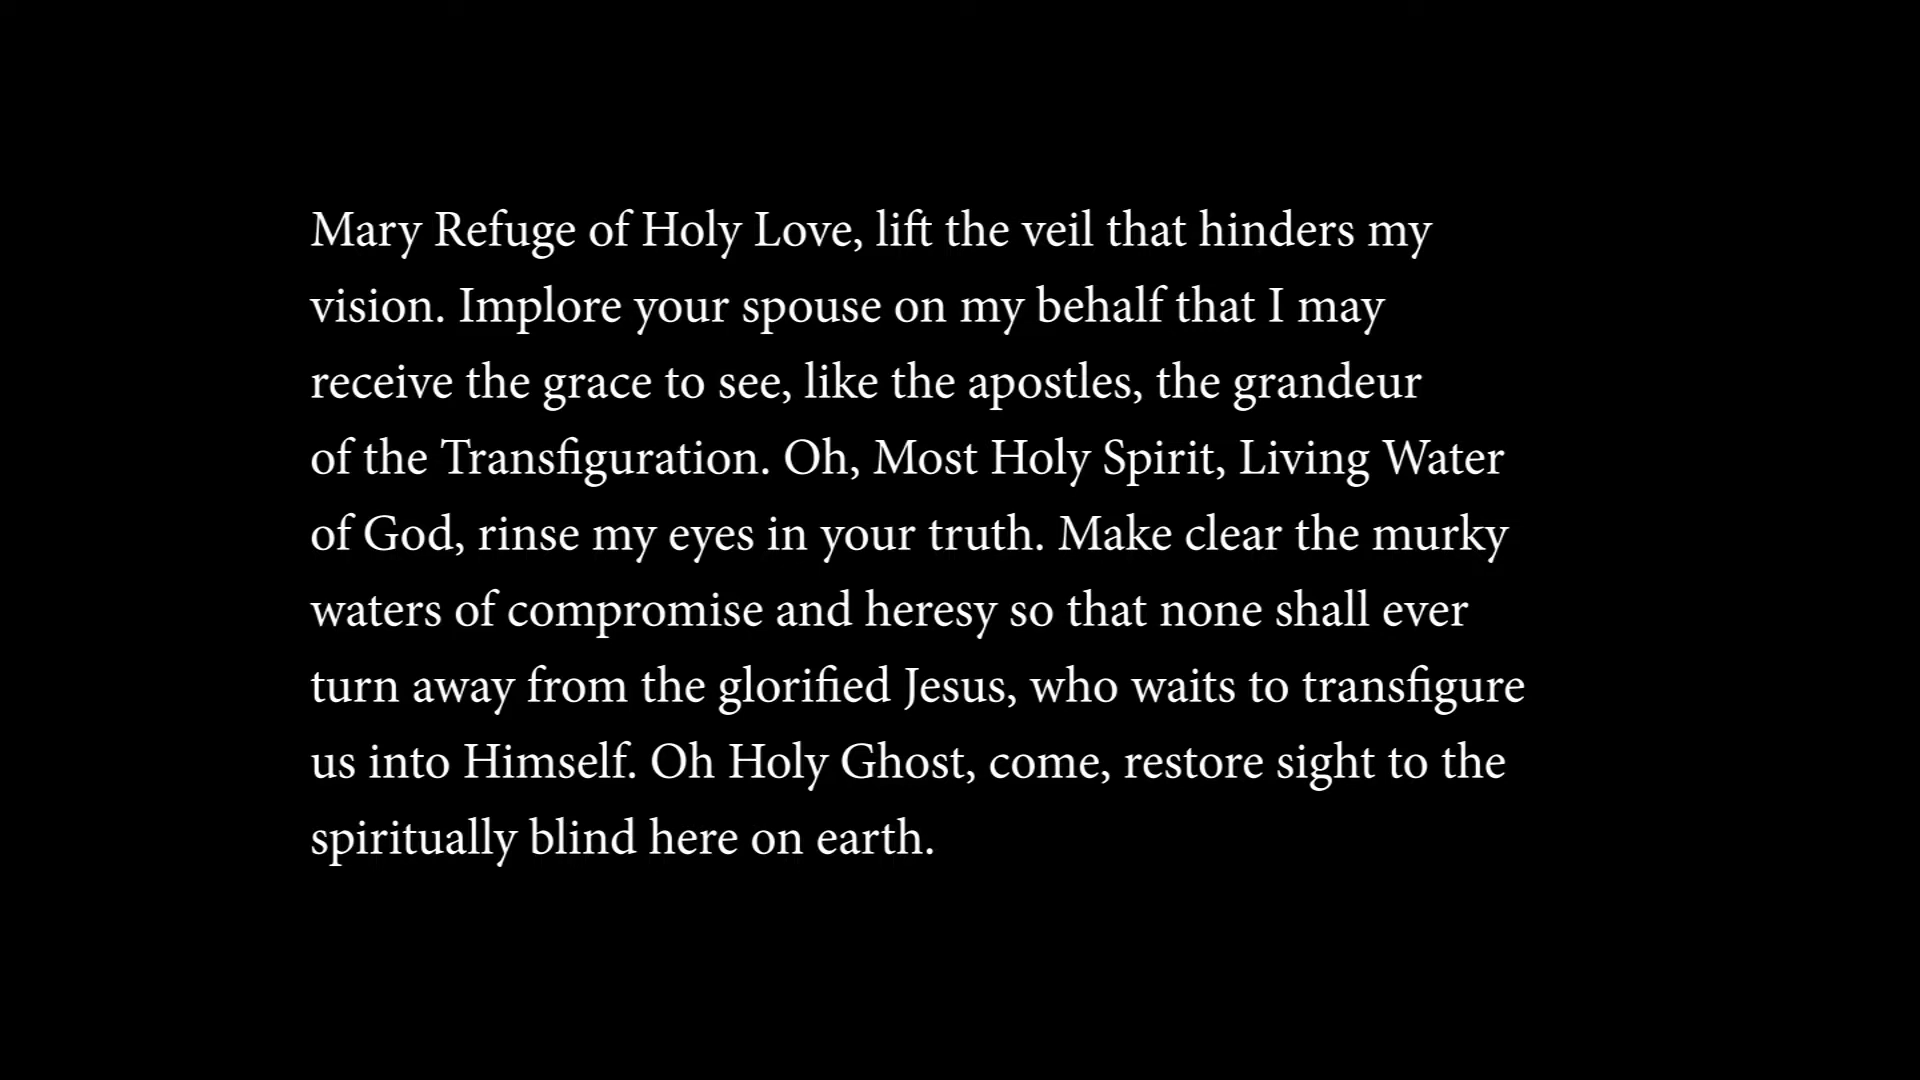 Mary Refuge of Holy Love, lift the veil that hinders my
vision. Implore your spouse on my behalf that I may
receive the grace to see, like the apostles, the grandeur
of the Transfiguration. Oh, Most Holy Spirit, Living Water
of God, rinse my eyes in your truth. Make clear the murky
waters of compromise and heresy so that none shall ever
turn away from the glorified Jesus, who waits to transfigure
us into Himself. Oh Holy Ghost, come, restore sight to the
spiritually blind here on earth.